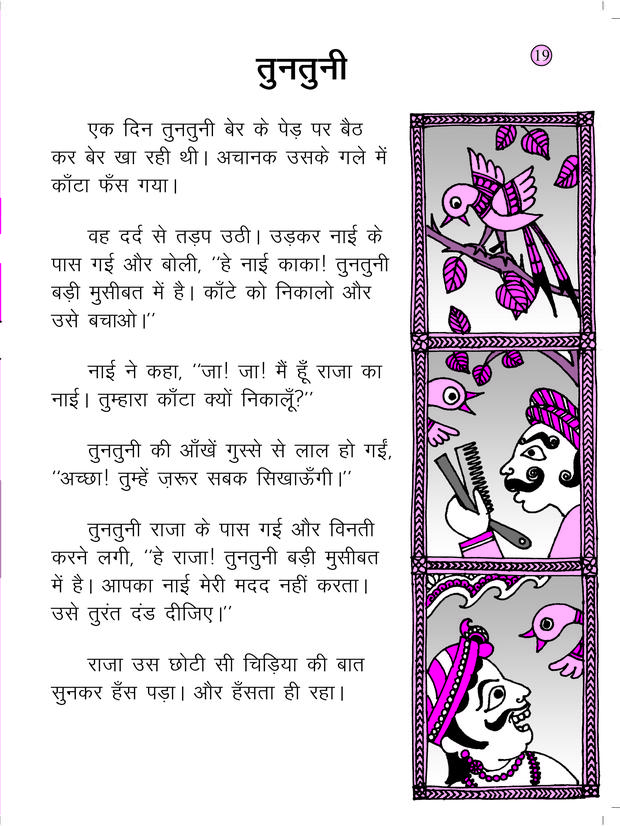 तुनतुनी
19
एक दिन तुनतुनी बेर के पेड़ पर बैठ
कर बेर खा रही थी। अचानक उसके गले में
काँटा फँस गया।
वह दर्द से तड़प उठी। उड़कर नाई के
पास गई और बोली, ‘‘हे नाई काका! तुनतुनी
बड़ी मुसीबत में है। काँटे को निकालो और
उसे बचाओ।’’
नाई ने कहा, ‘‘जा! जा! मैं हूँ राजा का
नाई। तुम्हारा काँटा क्यों निकालूँ?’’
तुनतुनी की आँखें गुस्से से लाल हो गईं,
‘‘अच्छा! तुम्हें ज़रूर सबक सिखाऊँगी।’’
तुनतुनी राजा के पास गई और विनती
करने लगी, ‘‘हे राजा! तुनतुनी बड़ी मुसीबत
में है। आपका नाई मेरी मदद नहीं करता।
उसे तुरंत दंड दीजिए।’’
राजा उस छोटी सी चिड़िया की बात
सुनकर हँस पड़ा। और हँसता ही रहा।